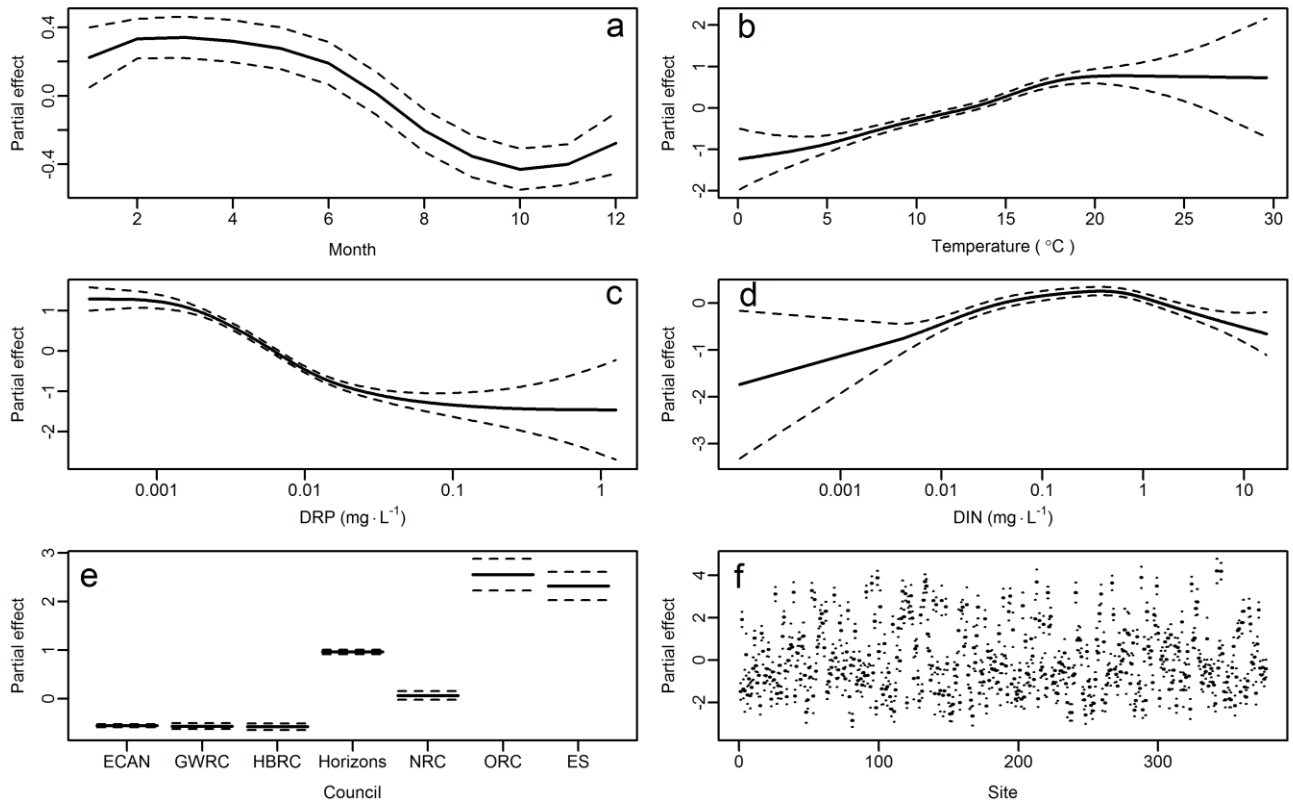 a
Partial effect
0.4
0.0
-0.4
2
4
6
8
10
12
Month
b
Partial effect
2
1
0
-1
-2
0
5
10
15
20
25
30
Temperature ( °C)
c
Partial effect
1
0
-1
-2
0.001
0.01
0.1
1
DRP (mg · L⁻¹)
d
Partial effect
0
-1
-2
-3
0.001
0.01
0.1
1
10
DIN (mg · L⁻¹)
e
Partial effect
3
2
1
0
ECAN GWRC HBRC Horizons NRC ORC ES
Council
f
Partial effect
4
2
0
-2
0
100
200
300
Site